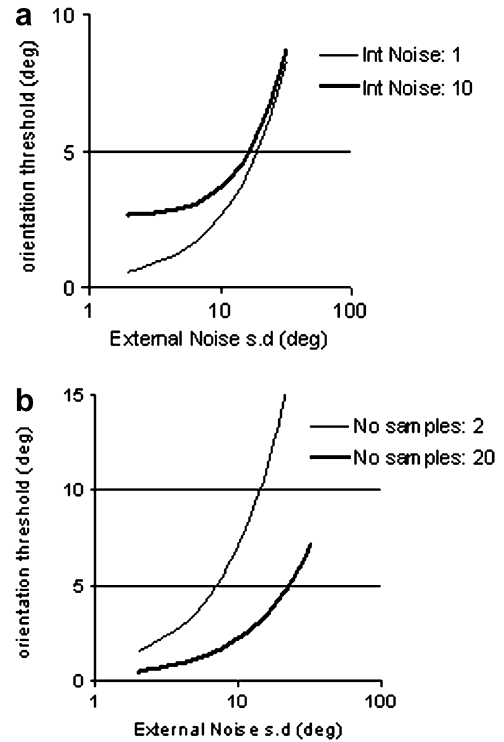 a
10
5
0
orientation threshold (deg)
Int Noise: 1
Int Noise: 10
1
10
100
External Noise s.d (deg)
b
15
10
5
0
orientation threshold (deg)
No samples: 2
No samples: 20
1
10
100
External Noise s.d (deg)